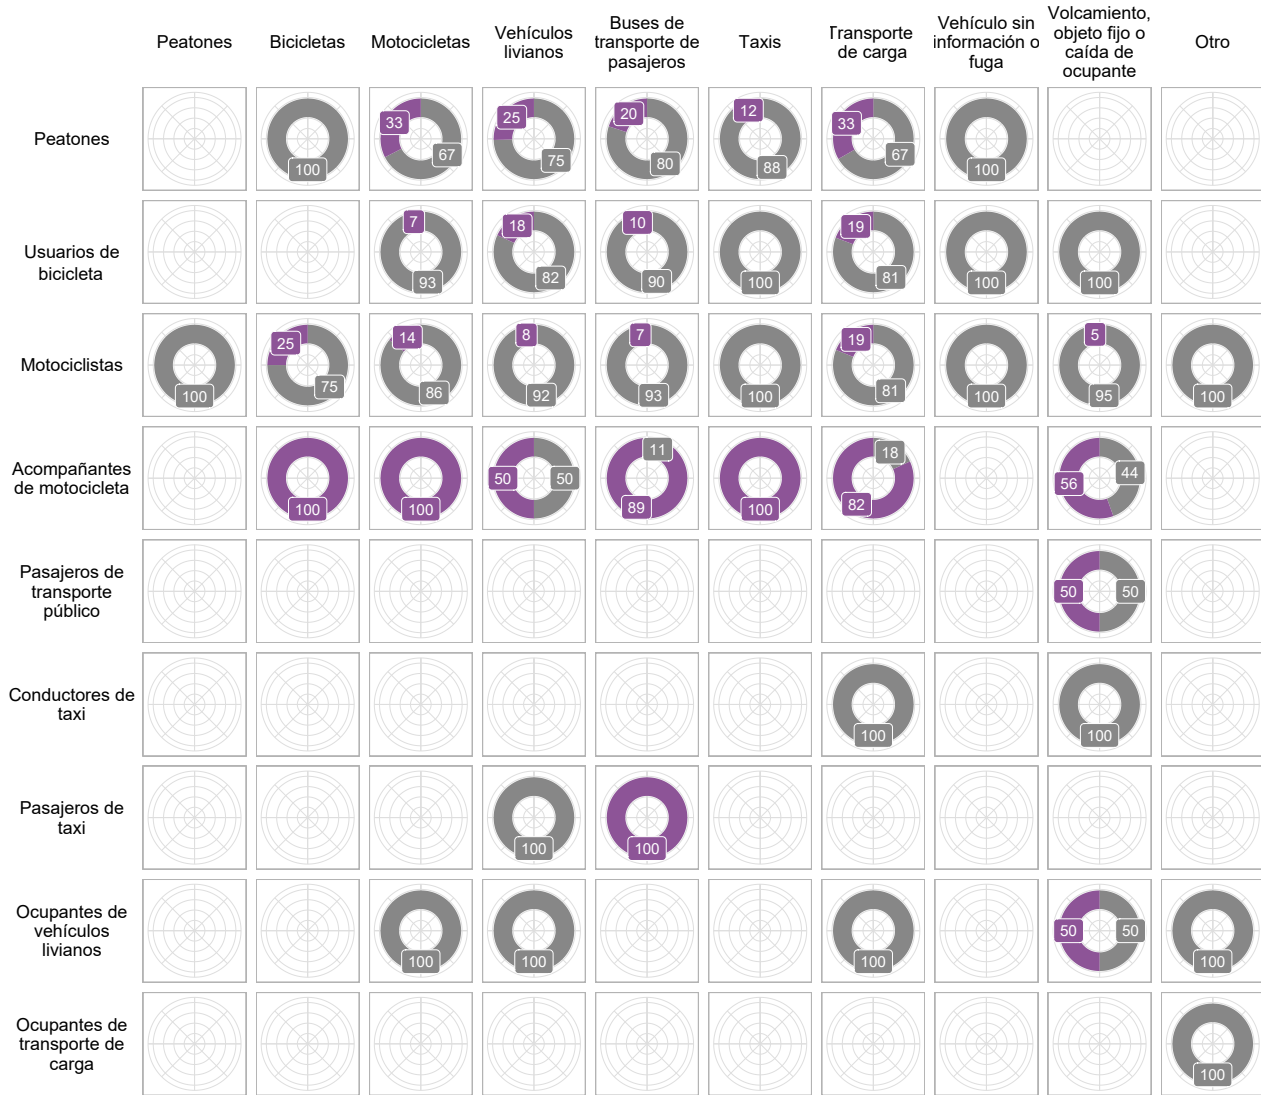 Peatones
Bicicletas
Motocicletas
Vehículos
livianos
Buses de
transporte de
pasajeros
Taxis
Transporte
de carga
Vehículo sin
información o
fuga
Volcamiento,
objeto fijo o
caída de
ocupante
Otro
Peatones
100
33
67
25
75
20
80
12
88
33
67
100
Usuarios de
bicicleta
7
93
18
82
10
90
100
19
81
100
100
Motociclistas
100
25
75
14
86
8
92
7
93
100
19
81
100
5
95
100
Acompañantes
de motocicleta
100
100
50
50
11
89
100
18
82
56
44
Pasajeros de
transporte
público
50
50
Conductores de
taxi
100
100
Pasajeros de
taxi
100
100
Ocupantes de
vehículos
livianos
100
100
100
50
50
100
Ocupantes de
transporte de
carga
100